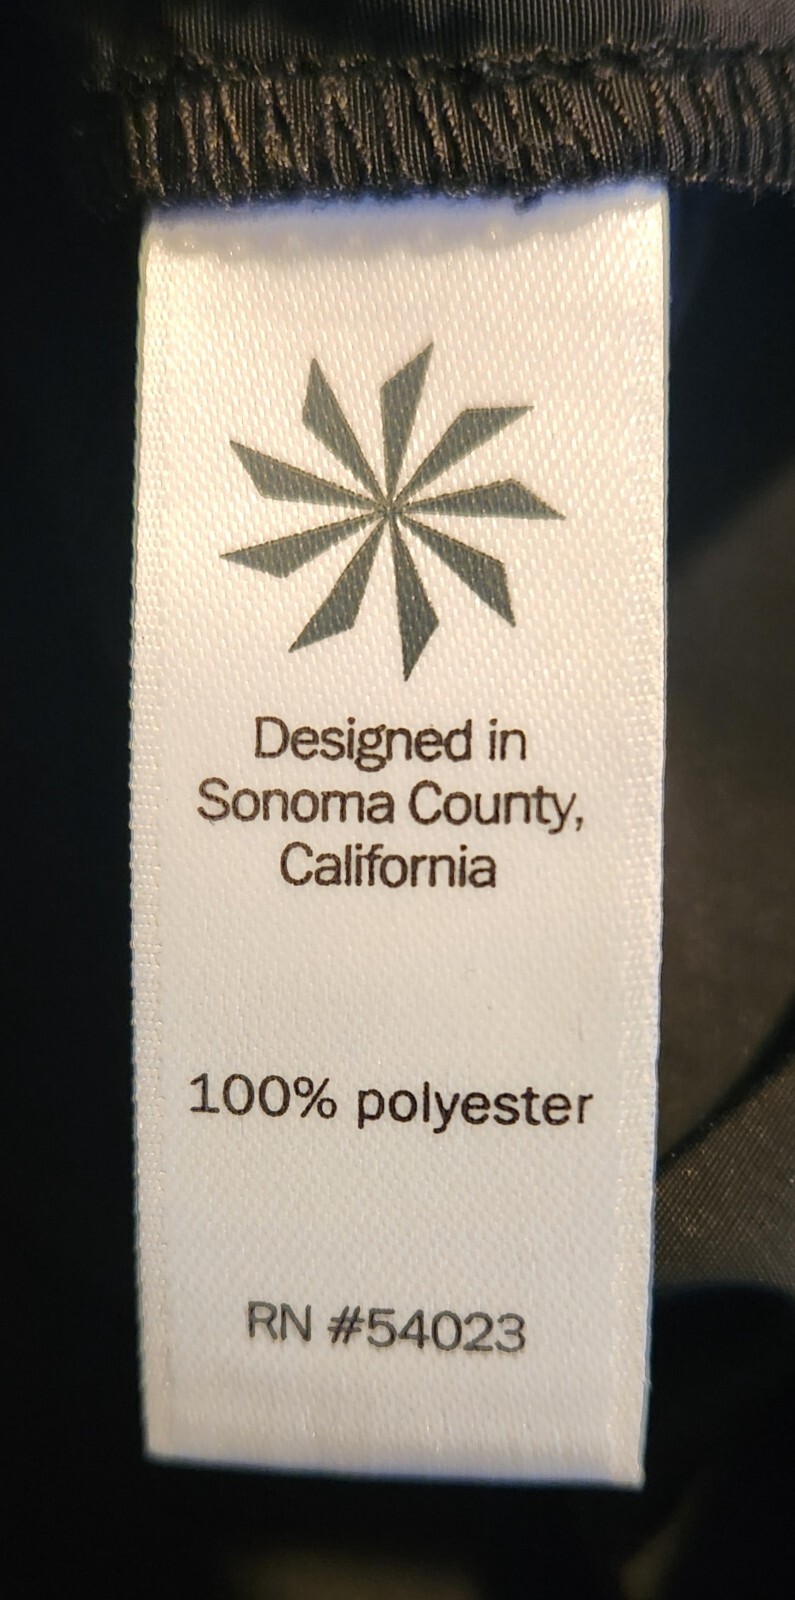 Designed in
Sonoma County,
California
100% polyester
RN #54023